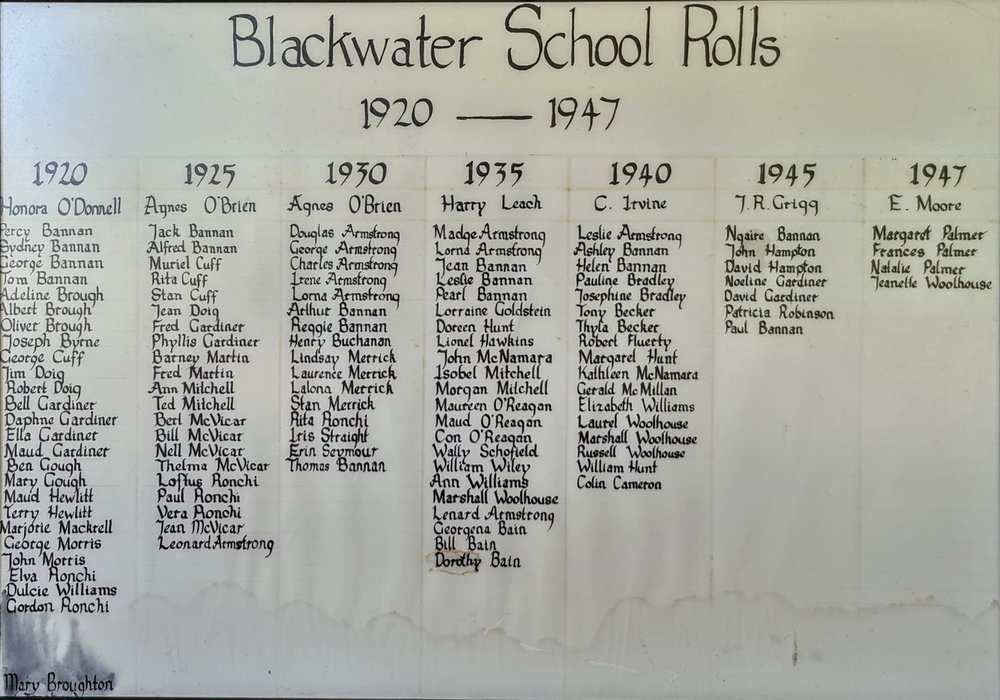 Blackwater School Rolls
1920 — 1947
1920
Honora O'Donnell
Percy Bannan
Sydney Bannan
George Bannan
Tom Bannan
Adeline Brough
Albert Brough
Oliver Brough
Joseph Byrne
George Cuff
Jim Doig
Robert Doig
Bell Gardiner
Daphne Gardiner
Ella Gardiner
Maud Gardiner
Ben Gough
Mary Gough
Maud Hewlitt
Terry Hewlitt
Marjorie Mackrell
George Morris
John Morris
Elva Ronchi
Dulcie Williams
Gordon Ronchi
Mary Broughton
1925
Agnes O'Brien
Jack Bannan
Alfred Bannan
Muriel Cuff
Rita Cuff
Stan Cuff
Jean Doig
Fred Gardiner
Phyllis Gardiner
Barney Martin
Fred Martin
Ann Mitchell
Ted Mitchell
Bert McVicar
Bill McVicar
Nell McVicar
Thelma McVicar
Loftus Ronchi
Paul Ronchi
Vera Ronchi
Jean McVicar
Leonard Armstrong
1930
Agnes O'Brien
Douglas Armstrong
George Armstrong
Charles Armstrong
Irene Armstrong
Lorna Armstrong
Arthur Bannan
Reggie Bannan
Henry Buchanan
Lindsay Merrick
Laurence Merrick
Lalona Merrick
Stan Merrick
Rita Ronchi
Iris Straight
Erin Seymour
Thomas Bannan
1935
Harry Leach
Madge Armstrong
Lorna Armstrong
Jean Bannan
Leslie Bannan
Pearl Bannan
Lorraine Goldstein
Doreen Hunt
Lionel Hawkins
John McNamara
Isobel Mitchell
Morgan Mitchell
Maureen O'Reagan
Maud O'Reagan
Con O'Reagan
Wally Schofield
William Wiley
Ann Williams
Marshall Woolhouse
Lenard Armstrong
Georgena Bain
Bill Bain
Dorothy Bain
1940
C. Irvine
Leslie Armstrong
Ashley Bannan
Helen Bannan
Pauline Bradley
Josephine Bradley
Tony Becker
Thyla Becker
Robert Fluerty
Margaret Hunt
Kathleen McNamara
Gerald McMillan
Elizabeth Williams
Laurel Woolhouse
Marshall Woolhouse
Russell Woolhouse
William Hunt
Colin Cameron
1945
J.R. Grigg
Ngaire Bannan
John Hampton
David Hampton
Noeline Gardiner
David Gardiner
Patricia Robinson
Paul Bannan
1947
E. Moore
Margaret Palmer
Frances Palmer
Natalie Palmer
Jeanette Woolhouse